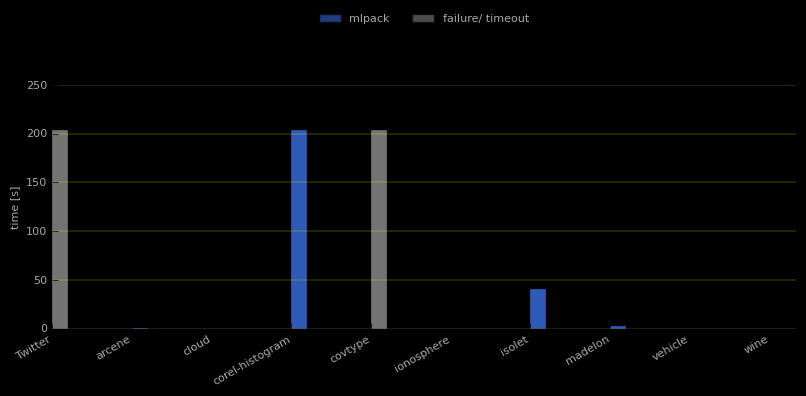 mlpack
failure/ timeout
250
200
150
100
50
0
time [s]
Twitter
arcene
cloud
corel-histogram
covtype
ionosphere
isolet
madelon
vehicle
wine